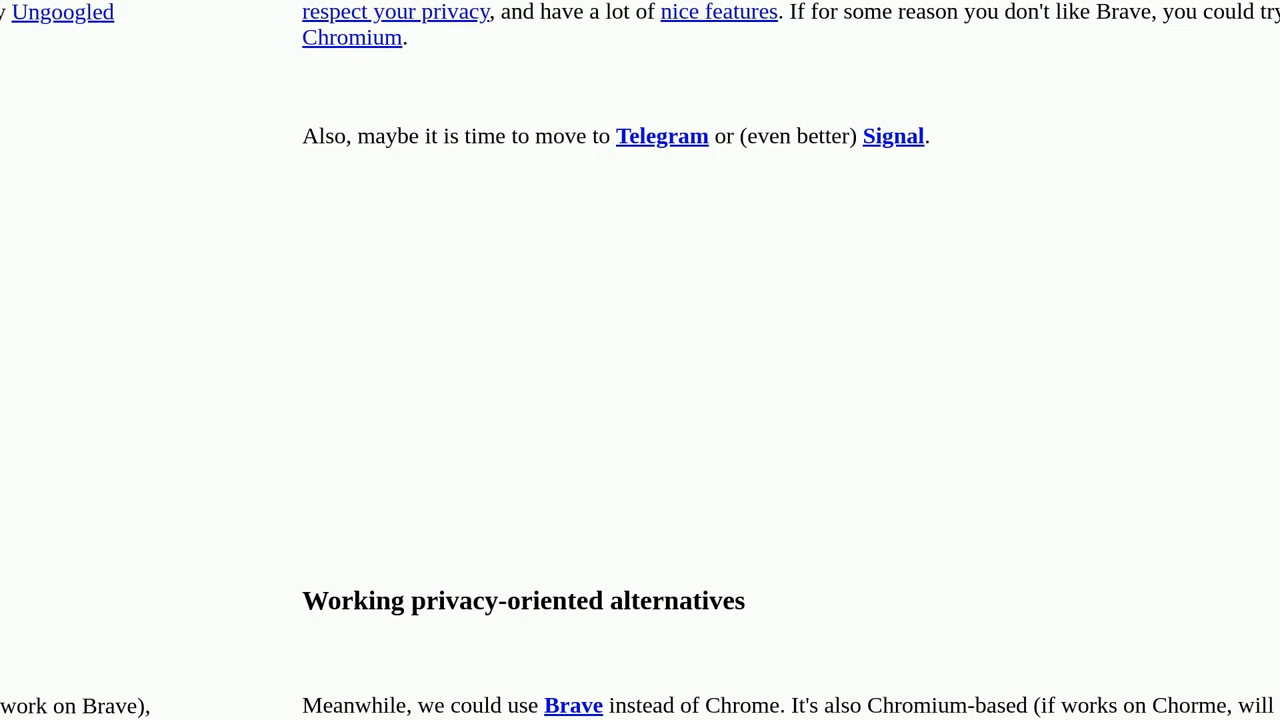 y Ungoogled
respect your privacy, and have a lot of nice features. If for some reason you don't like Brave, you could try
Chromium.
Also, maybe it is time to move to Telegram or (even better) Signal.
Working privacy-oriented alternatives
work on Brave),
Meanwhile, we could use Brave instead of Chrome. It's also Chromium-based (if works on Chorme, will